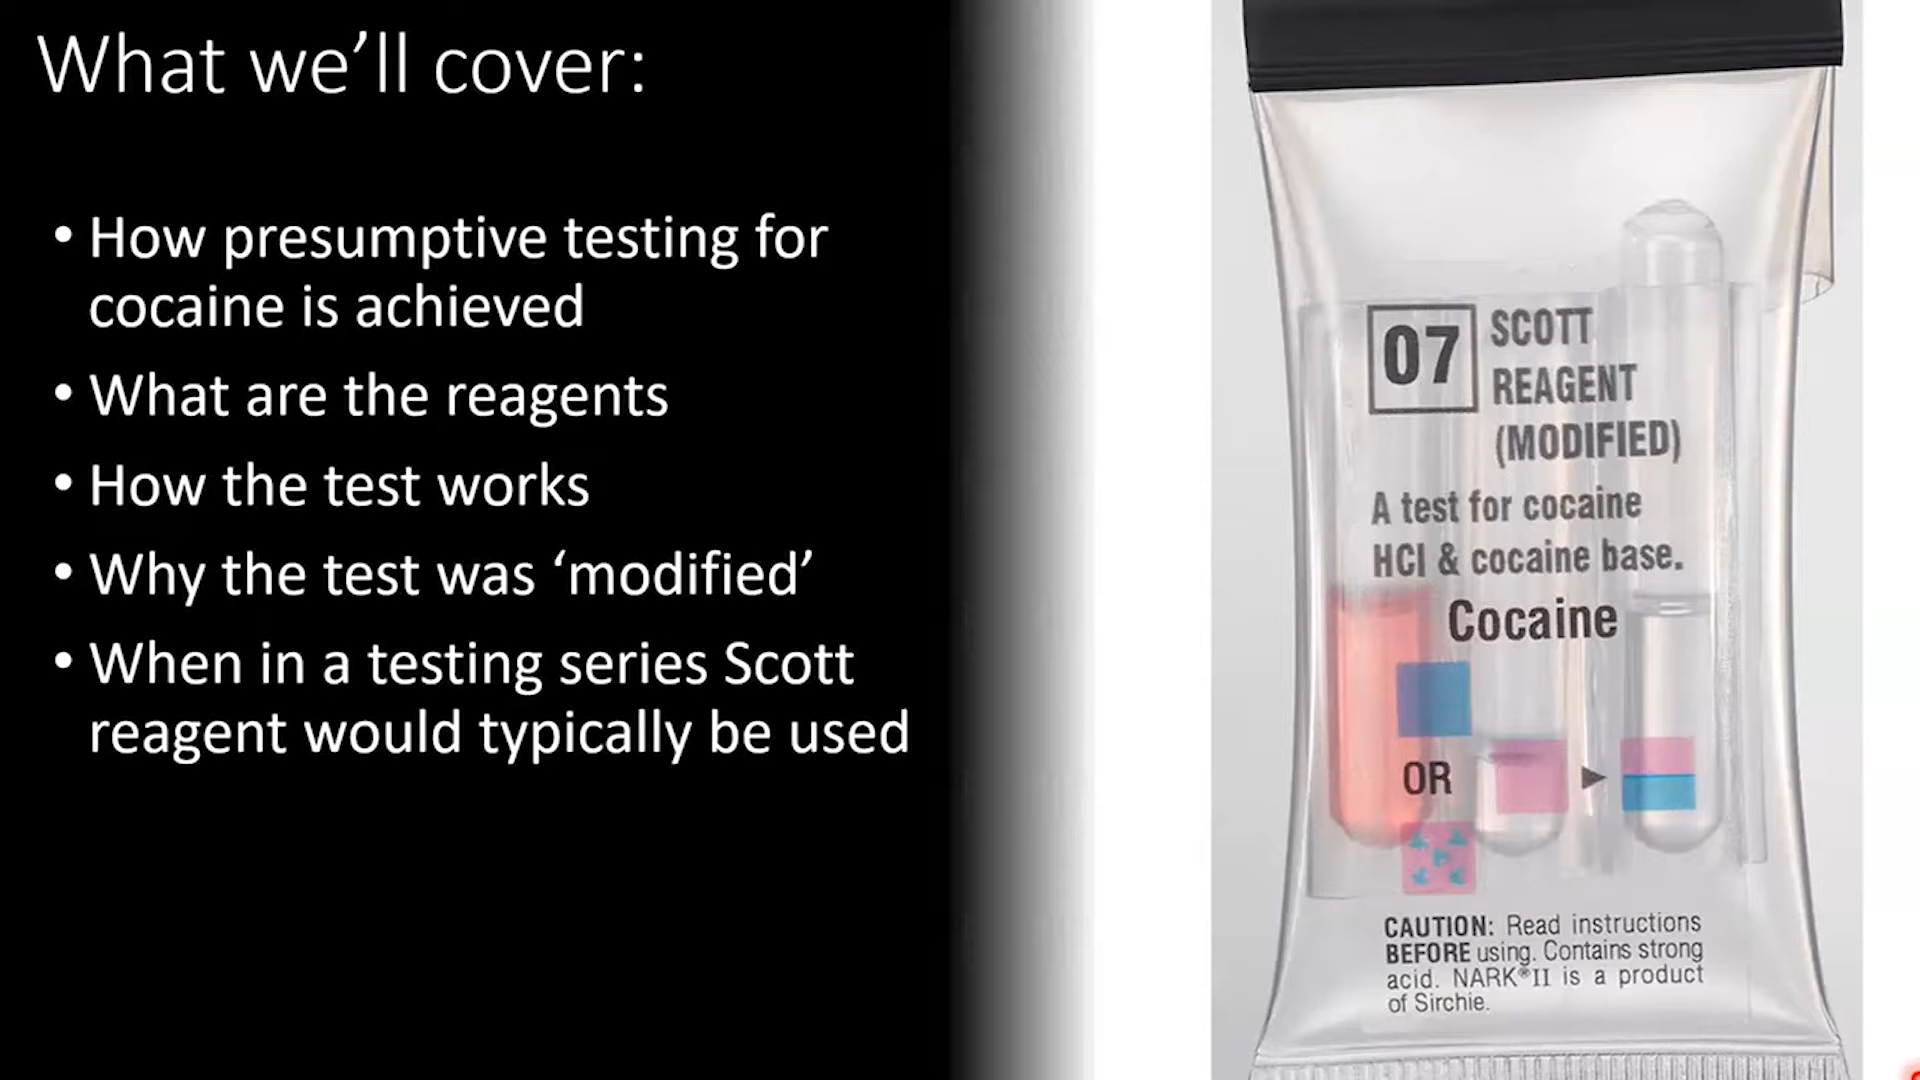 What we’ll cover:
• How presumptive testing for
cocaine is achieved
• What are the reagents
• How the test works
• Why the test was ‘modified’
• When in a testing series Scott
reagent would typically be used
07
SCOTT
REAGENT
(MODIFIED)
A test for cocaine
HCl & cocaine base.
Cocaine
OR
CAUTION: Read instructions
BEFORE using. Contains strong
acid. NARK®II is a product
of Sirchie.